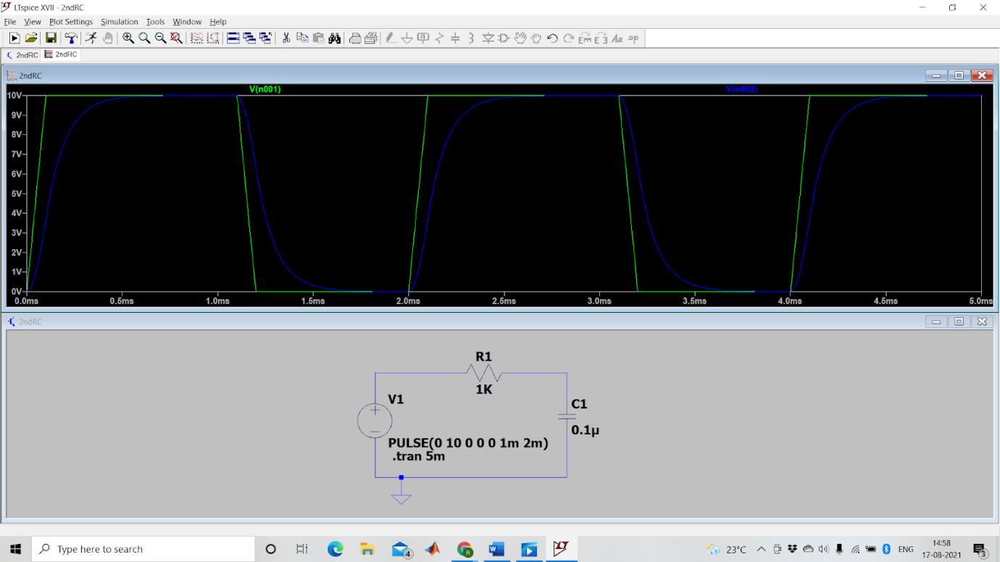 LTspice XVII - 2ndRC
File View Plot Settings Simulation Tools Window Help
2ndRC 2ndRC
2ndRC
V(n001) V(n002)
10V
9V
8V
7V
6V
5V
4V
3V
2V
1V
0V
0.0ms 0.5ms 1.0ms 1.5ms 2.0ms 2.5ms 3.0ms 3.5ms 4.0ms 4.5ms 5.0ms
2ndRC
R1
1K
V1
C1
0.1µ
PULSE(0 10 0 0 0 1m 2m)
.tran 5m
Type here to search
4
23°C
ENG
14:58
17-08-2021
3